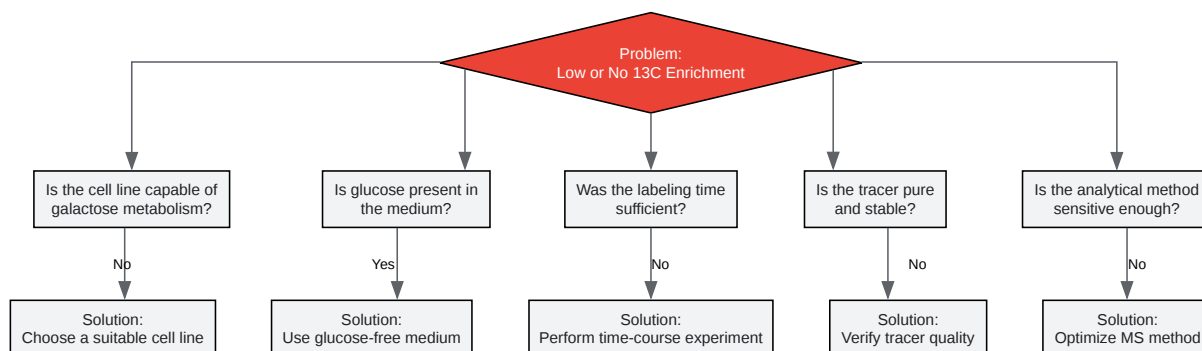 Problem:
Low or No 13C Enrichment
Is the cell line capable of
galactose metabolism?
Is glucose present in
the medium?
Was the labeling time
sufficient?
Is the tracer pure
and stable?
Is the analytical method
sensitive enough?
No
Yes
No
No
No
Solution:
Choose a suitable cell line
Solution:
Use glucose-free medium
Solution:
Perform time-course experiment
Solution:
Verify tracer quality
Solution:
Optimize MS method